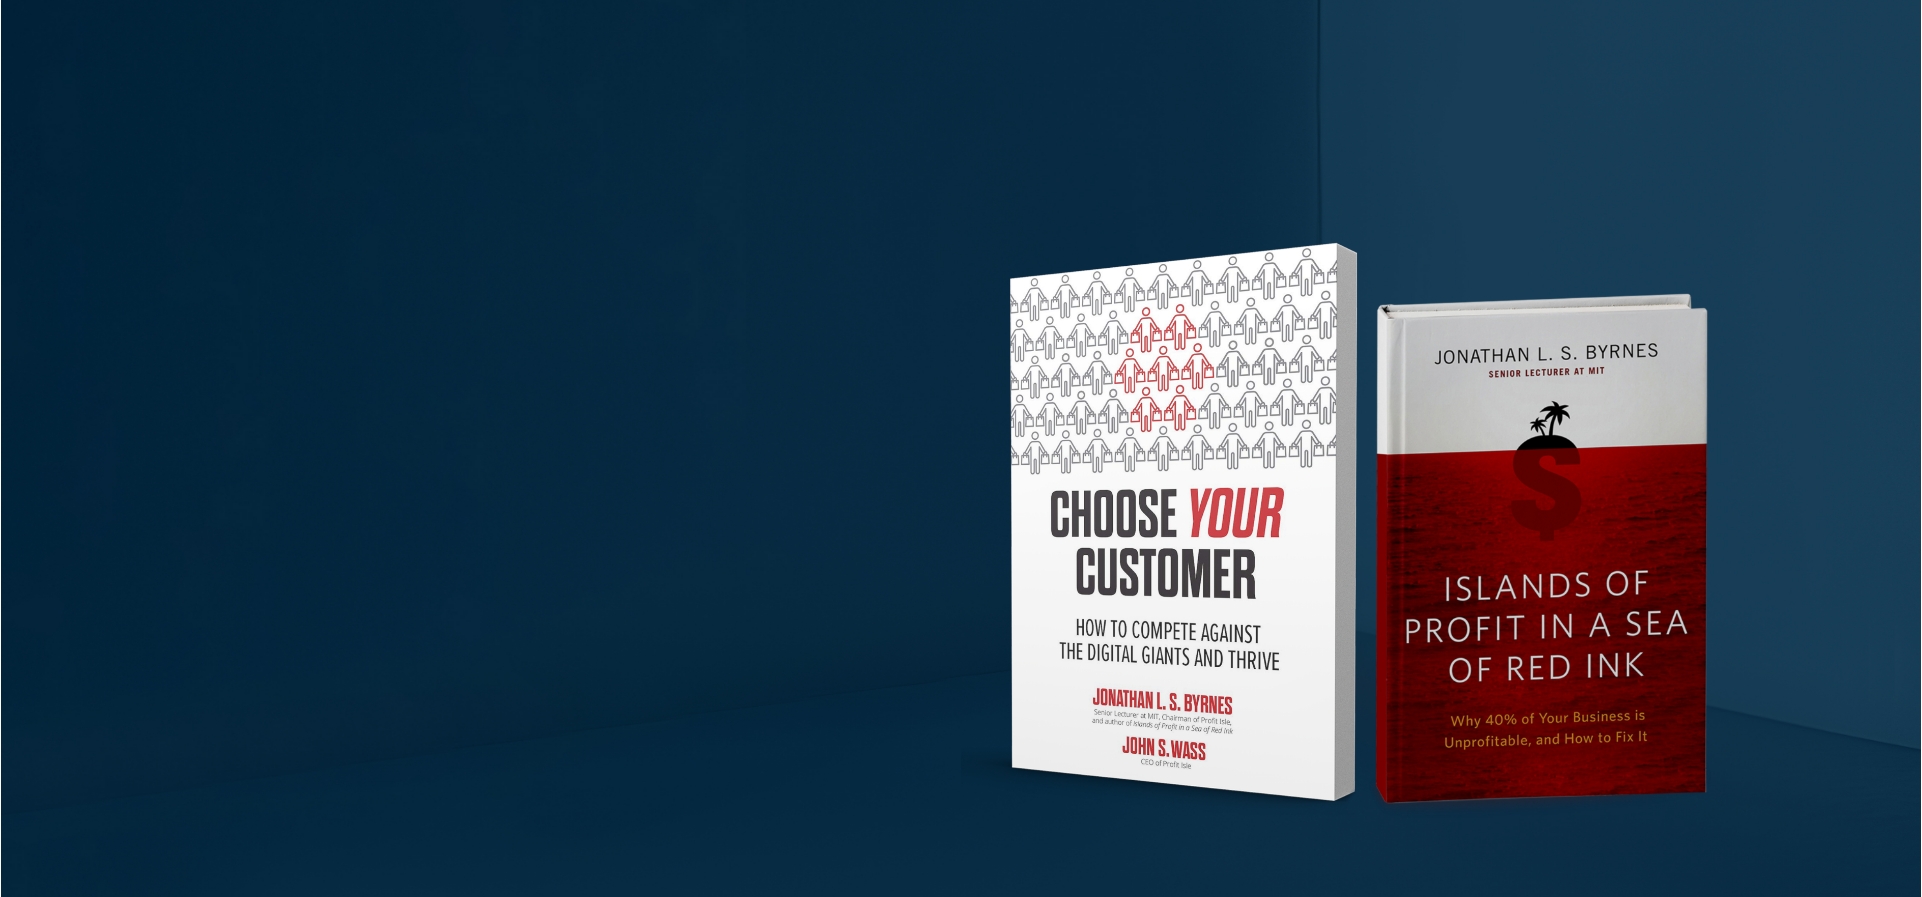 CHOOSE YOUR
CUSTOMER
HOW TO COMPETE AGAINST
THE DIGITAL GIANTS AND THRIVE
JONATHAN L. S. BYRNES
Senior Lecturer at MIT, Chairman of Profit Isle,
and author of Islands of Profit in a Sea of Red Ink
JOHN S. WASS
CEO of Profit Isle
JONATHAN L. S. BYRNES
SENIOR LECTURER AT MIT
$
ISLANDS OF
PROFIT IN A SEA
OF RED INK
Why 40% of Your Business is
Unprofitable, and How to Fix It